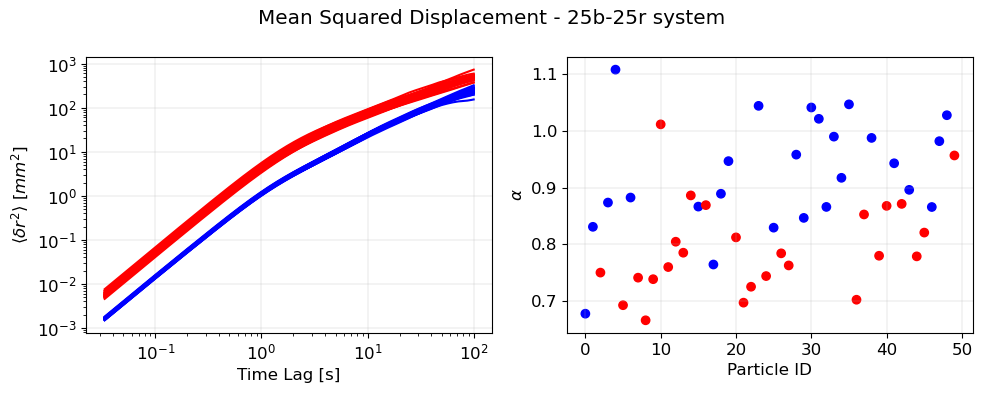 Mean Squared Displacement - 25b-25r system
⟨δr²⟩ [mm²]
10³
10²
10¹
10⁰
10⁻¹
10⁻²
10⁻³
10⁻¹ 10⁰ 10¹ 10²
Time Lag [s]
α
1.1
1.0
0.9
0.8
0.7
0 10 20 30 40 50
Particle ID